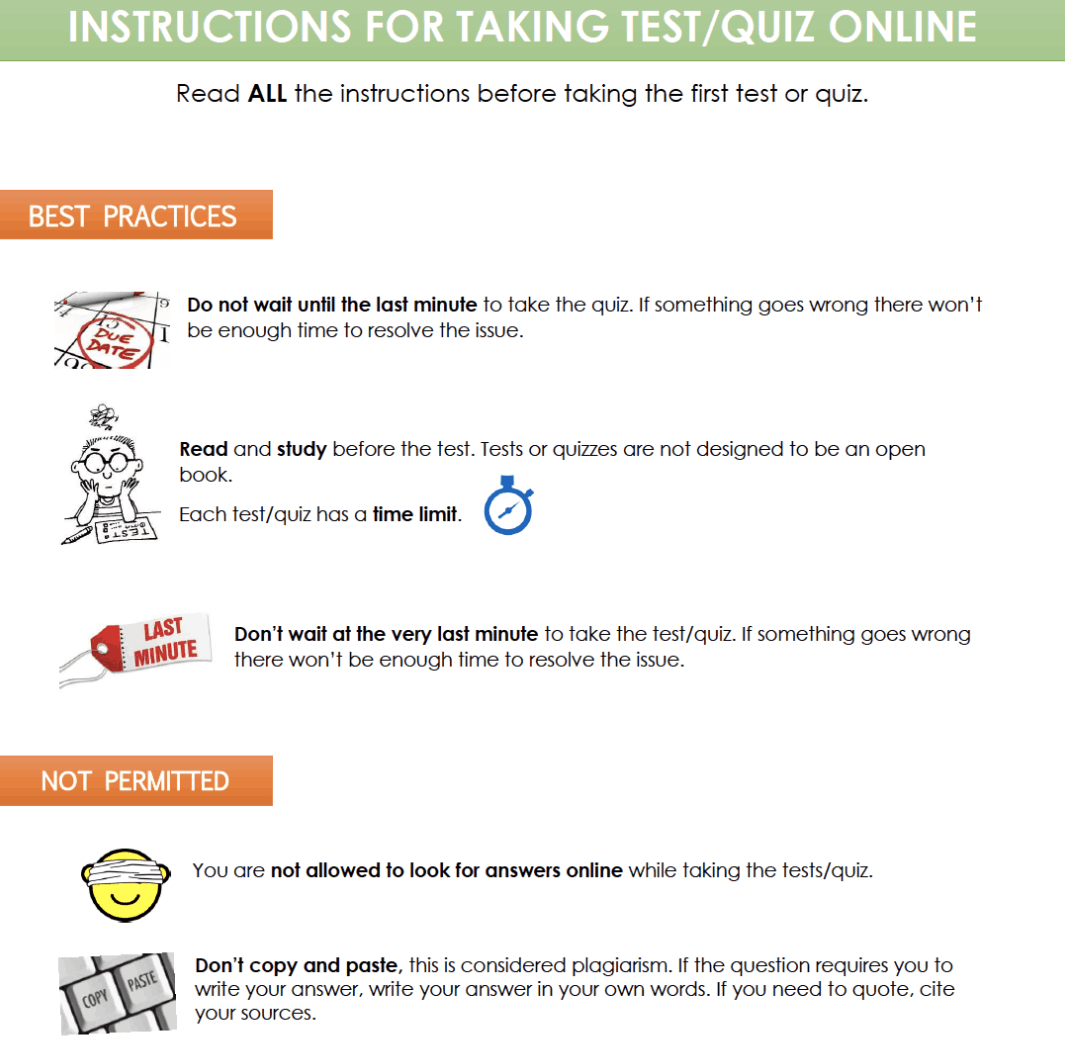 INSTRUCTIONS FOR TAKING TEST/QUIZ ONLINE
Read ALL the instructions before taking the first test or quiz.
BEST PRACTICES
DUE
DATE
Do not wait until the last minute to take the quiz. If something goes wrong there won't
be enough time to resolve the issue.
Read and study before the test. Tests or quizzes are not designed to be an open
book.
Each test/quiz has a time limit.
TEST
LAST
MINUTE
Don't wait at the very last minute to take the test/quiz. If something goes wrong
there won't be enough time to resolve the issue.
NOT PERMITTED
You are not allowed to look for answers online while taking the tests/quiz.
COPY
PASTE
Don't copy and paste, this is considered plagiarism. If the question requires you to
write your answer, write your answer in your own words. If you need to quote, cite
your sources.